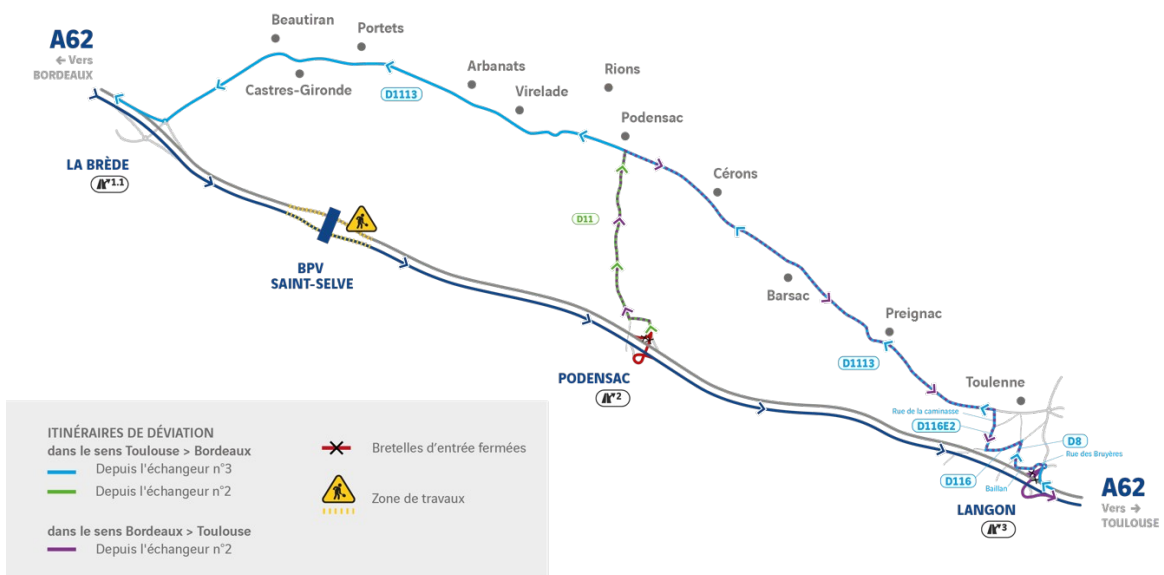 A62
← Vers
BORDEAUX
Beautiran
Portets
Castres-Gironde
D1113
Arbanats
Virelade
Rions
Podensac
LA BRÈDE
1.1
Cérons
D11
BPV
SAINT-SELVE
Barsac
Preignac
D1113
PODENSAC
2
Toulenne
Rue de la caminasse
D116E2
D8
Rue des Bruyères
D116
Baillan
LANGON
3
A62
Vers →
TOULOUSE
ITINÉRAIRES DE DÉVIATION
dans le sens Toulouse > Bordeaux
Depuis l'échangeur n°3
Depuis l'échangeur n°2
dans le sens Bordeaux > Toulouse
Depuis l'échangeur n°2
Bretelles d'entrée fermées
Zone de travaux